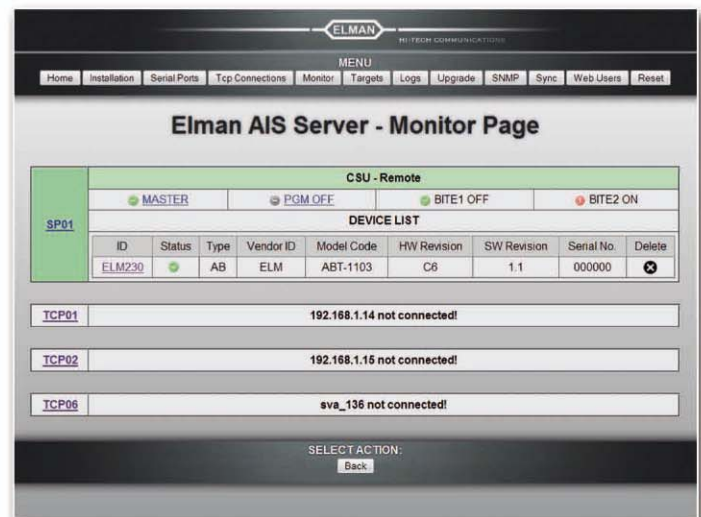 ELMAN
HI-TECH COMMUNICATIONS
MENU
Home Installation Serial Ports Tcp Connections Monitor Targets Logs Upgrade SNMP Sync Web Users Reset
Elman AIS Server - Monitor Page
SP01
CSU - Remote
MASTER PGM OFF BITE1 OFF BITE2 ON
DEVICE LIST
ID Status Type Vendor ID Model Code HW Revision SW Revision Serial No. Delete
ELM230 AB ELM ABT-1103 C6 1.1 000000
TCP01 192.168.1.14 not connected!
TCP02 192.168.1.15 not connected!
TCP06 sva_136 not connected!
SELECT ACTION:
Back